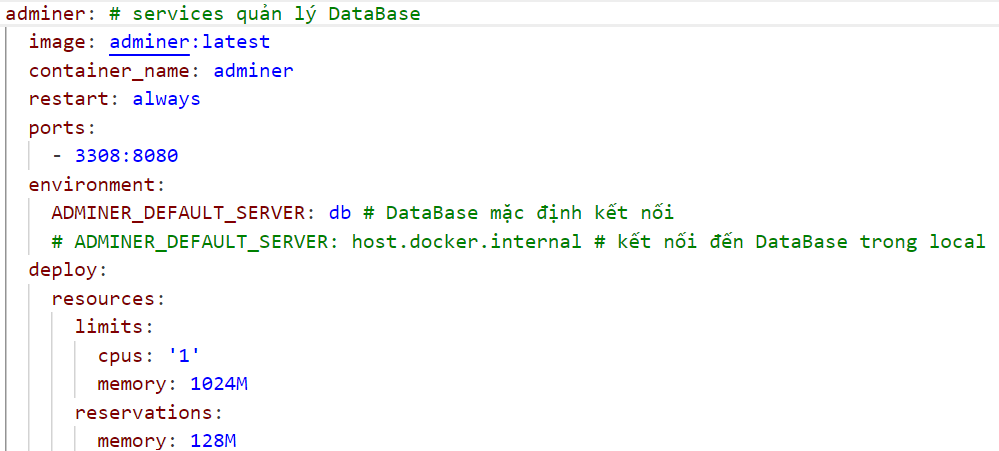 adminer: # services quản lý DataBase
  image: adminer:latest
  container_name: adminer
  restart: always
  ports:
    - 3308:8080
  environment:
    ADMINER_DEFAULT_SERVER: db # DataBase mặc định kết nối
    # ADMINER_DEFAULT_SERVER: host.docker.internal # kết nối đến DataBase trong local
  deploy:
    resources:
      limits:
        cpus: '1'
        memory: 1024M
      reservations:
        memory: 128M